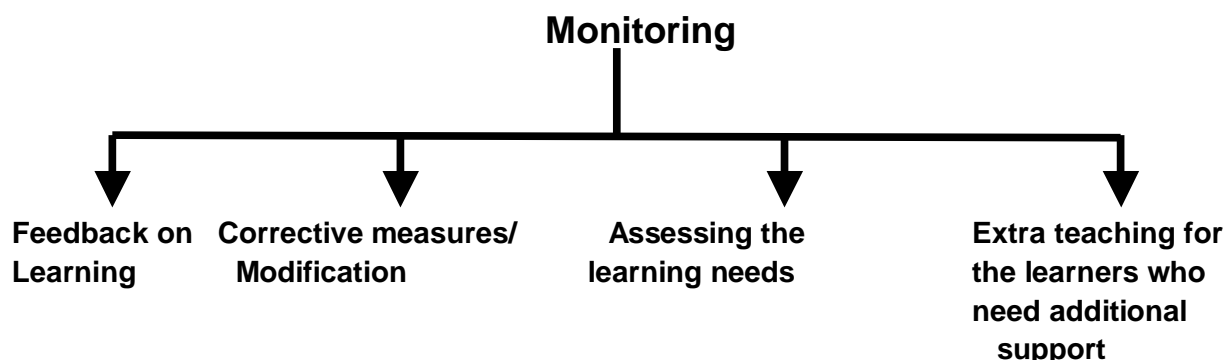 Monitoring
Feedback on
Learning
Corrective measures/
Modification
Assessing the
learning needs
Extra teaching for
the learners who
need additional
support